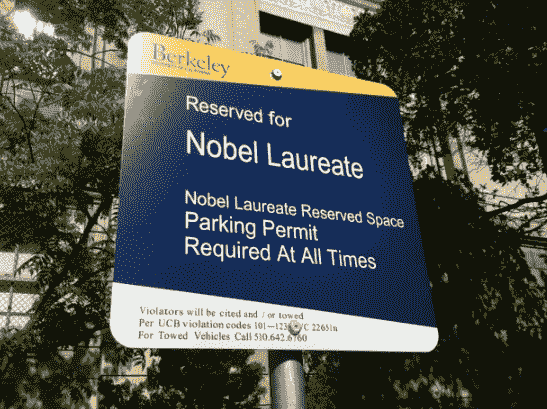 Berkeley
Reserved for
Nobel Laureate
Nobel Laureate Reserved Space
Parking Permit
Required At All Times
Violators will be cited and / or towed
Per UCB violation codes 101—123 /C 22651n
For Towed Vehicles Call 510.642.6760